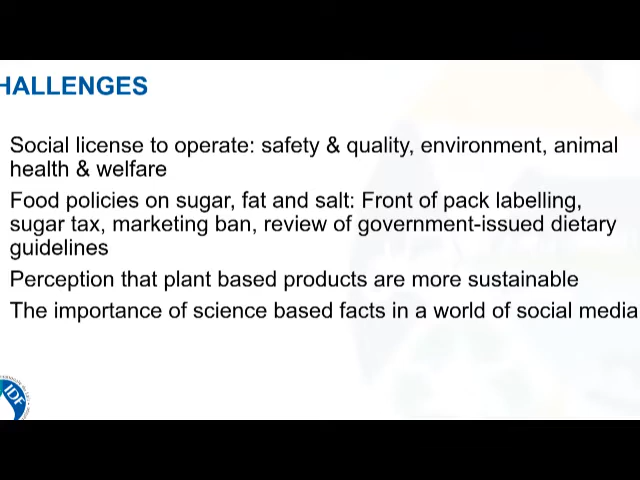 HALLENGES
Social license to operate: safety & quality, environment, animal
health & welfare
Food policies on sugar, fat and salt: Front of pack labelling,
sugar tax, marketing ban, review of government-issued dietary
guidelines
Perception that plant based products are more sustainable
The importance of science based facts in a world of social media
IDF